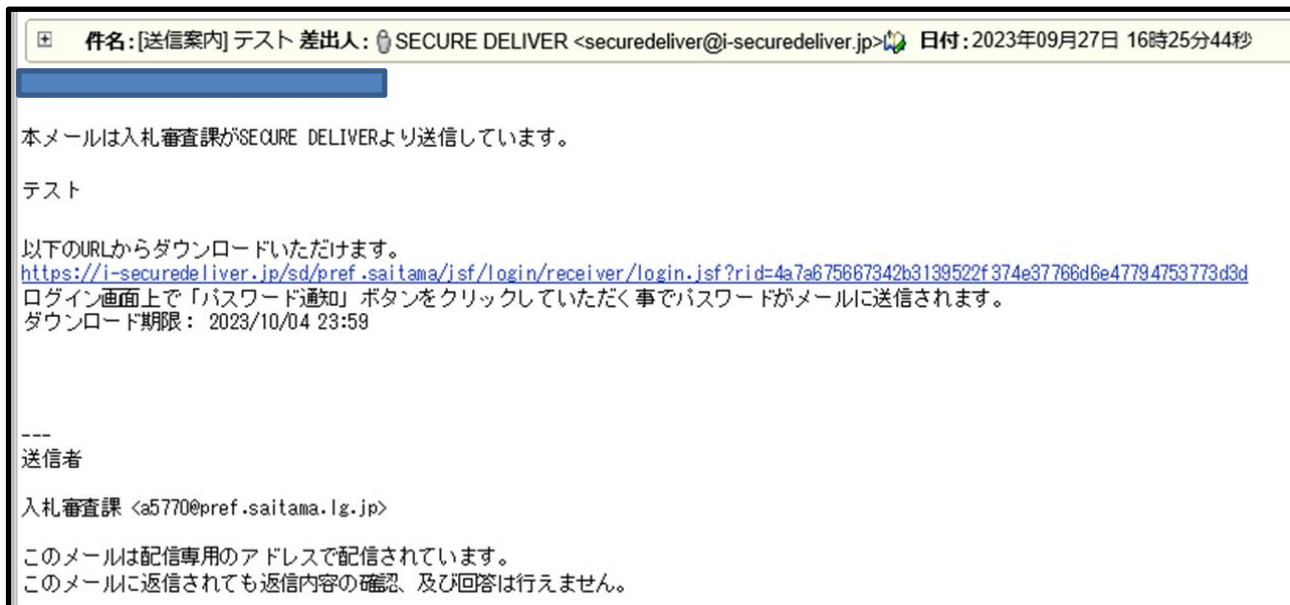 件名:[送信案内] テスト 差出人: SECURE DELIVER <securedeliver@i-securedeliver.jp> 日付:2023年09月27日 16時25分44秒
本メールは入札審査課がSECURE DELIVERより送信しています。
テスト
以下のURLからダウンロードいただけます。
https://i-securedeliver.jp/sd/pref.saitama/jsf/login/receiver/login.jsf?rid=4a7a675667342b3139522f374e37766d6e47794753773d3d
ログイン画面上で「パスワード通知」ボタンをクリックしていただく事でパスワードがメールに送信されます。
ダウンロード期限： 2023/10/04 23:59
---
送信者
入札審査課 <a5770@pref.saitama.lg.jp>
このメールは配信専用のアドレスで配信されています。
このメールに返信されても返信内容の確認、及び回答は行えません。